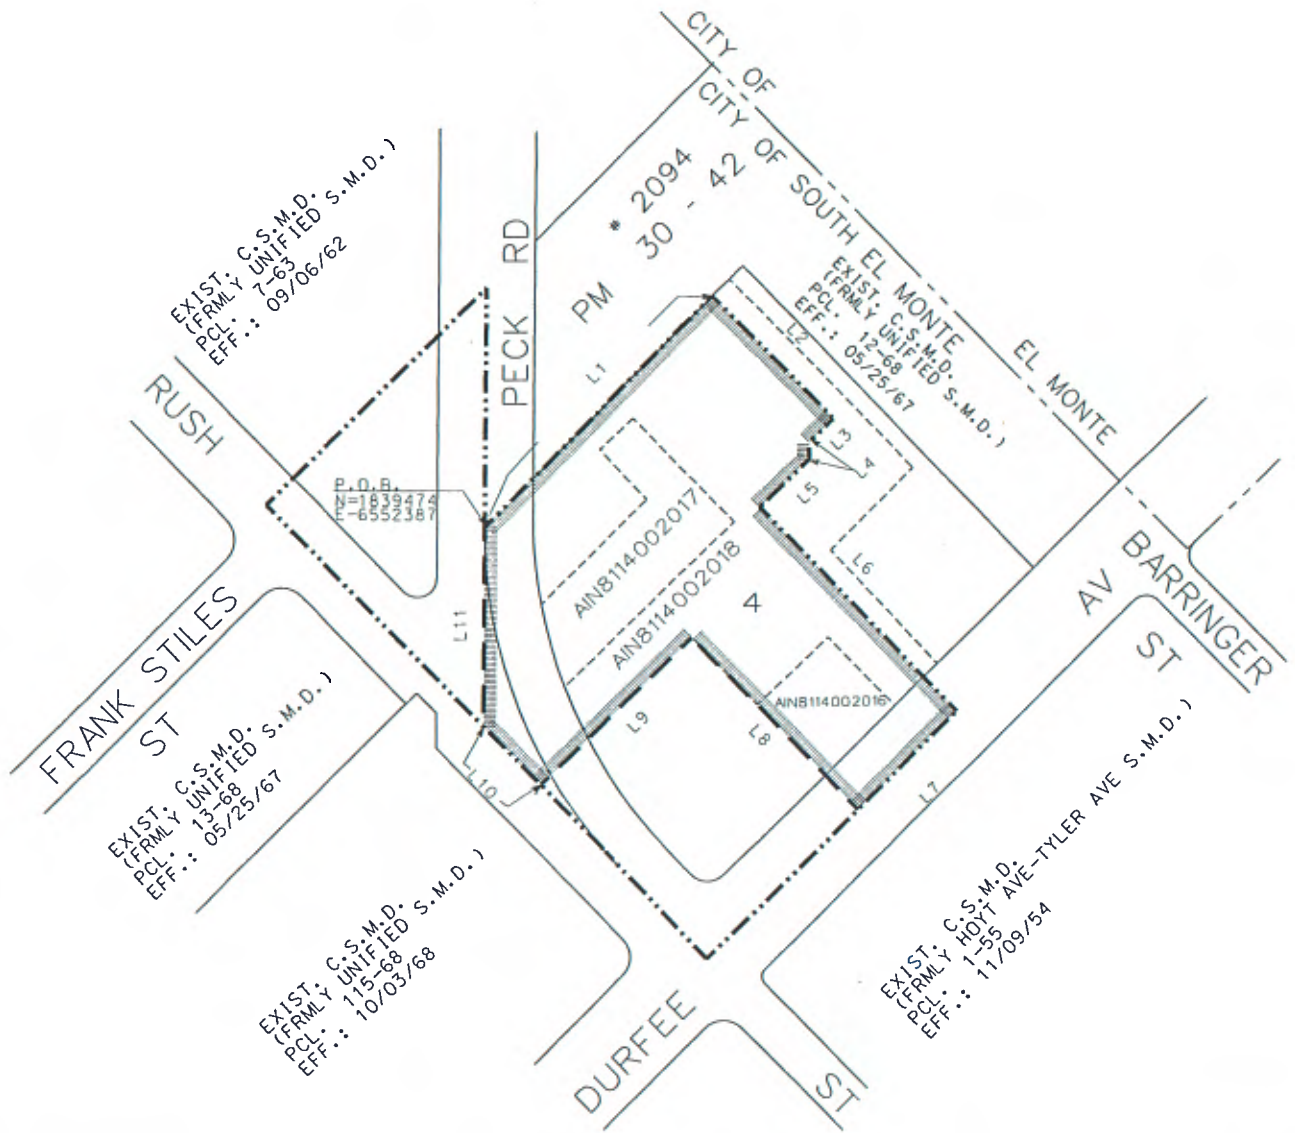 CITY OF
CITY OF SOUTH EL MONTE
EL MONTE
# 2094
PM 30 - 42
EXIST. C.S.M.D.
(FRMLY UNIFIED S.M.D.)
PCL. 7-63
EFF.: 09/06/62
PECK RD
EXIST. C.S.M.D.
(FRMLY UNIFIED S.M.D.)
PCL. 12-68
EFF.: 05/25/67
L1
L2
L3
L4
L5
L6
RUSH
P.O.B.
N=1839474
E=6552387
AIN8114002017
AIN8114002018
4
AIN8114002016
L11
L9
L8
L10
L7
BARRINGER
ST
AV
FRANK STILES
ST
EXIST. C.S.M.D.
(FRMLY UNIFIED S.M.D.)
PCL. 13-68
EFF.: 05/25/67
EXIST. C.S.M.D.
(FRMLY UNIFIED S.M.D.)
PCL. 115-68
EFF.: 10/03/68
EXIST. C.S.M.D.
(FRMLY HOYT AVE-TYLER AVE S.M.D.)
PCL. 1-55
EFF.: 11/09/54
DURFEE
ST